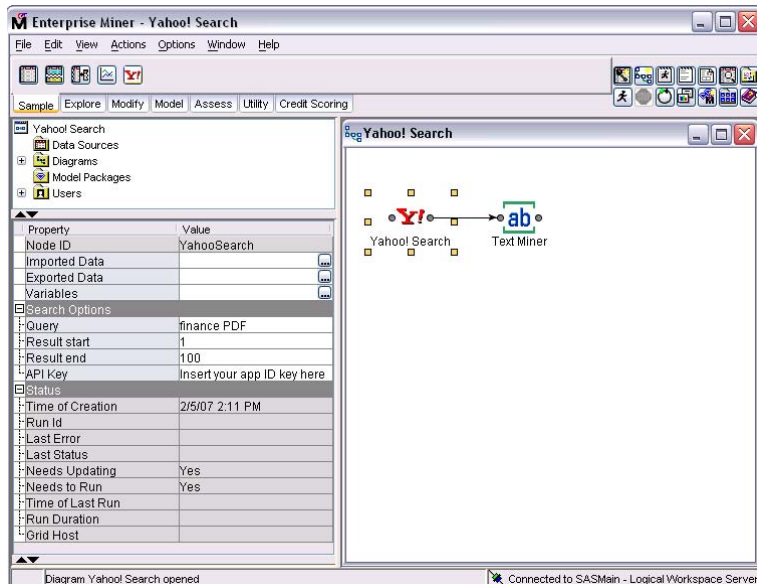 Enterprise Miner - Yahoo! Search
File Edit View Actions Options Window Help
Sample Explore Modify Model Assess Utility Credit Scoring
Yahoo! Search
Data Sources
Diagrams
Model Packages
Users
Property Value
Node ID YahooSearch
Imported Data ...
Exported Data ...
Variables ...
Search Options
Query finance PDF
Result start 1
Result end 100
API Key Insert your app ID key here
Status
Time of Creation 2/5/07 2:11 PM
Run Id
Last Error
Last Status
Needs Updating Yes
Needs to Run Yes
Time of Last Run
Run Duration
Grid Host
Yahoo! Search
Y! ab
Yahoo! Search Text Miner
Diagram Yahoo! Search opened
Connected to SASMain - Logical Workspace Server